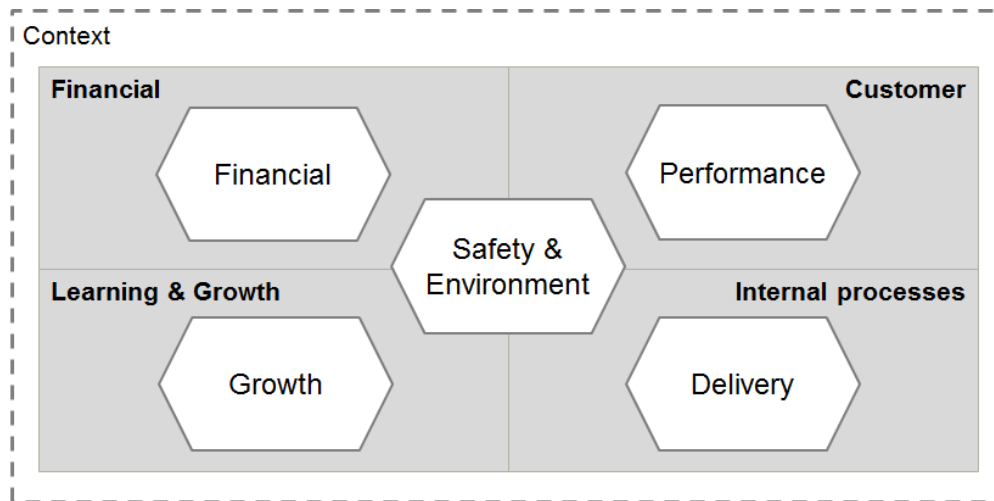 Context
Financial
Customer
Financial
Performance
Safety &
Environment
Learning & Growth
Internal processes
Growth
Delivery